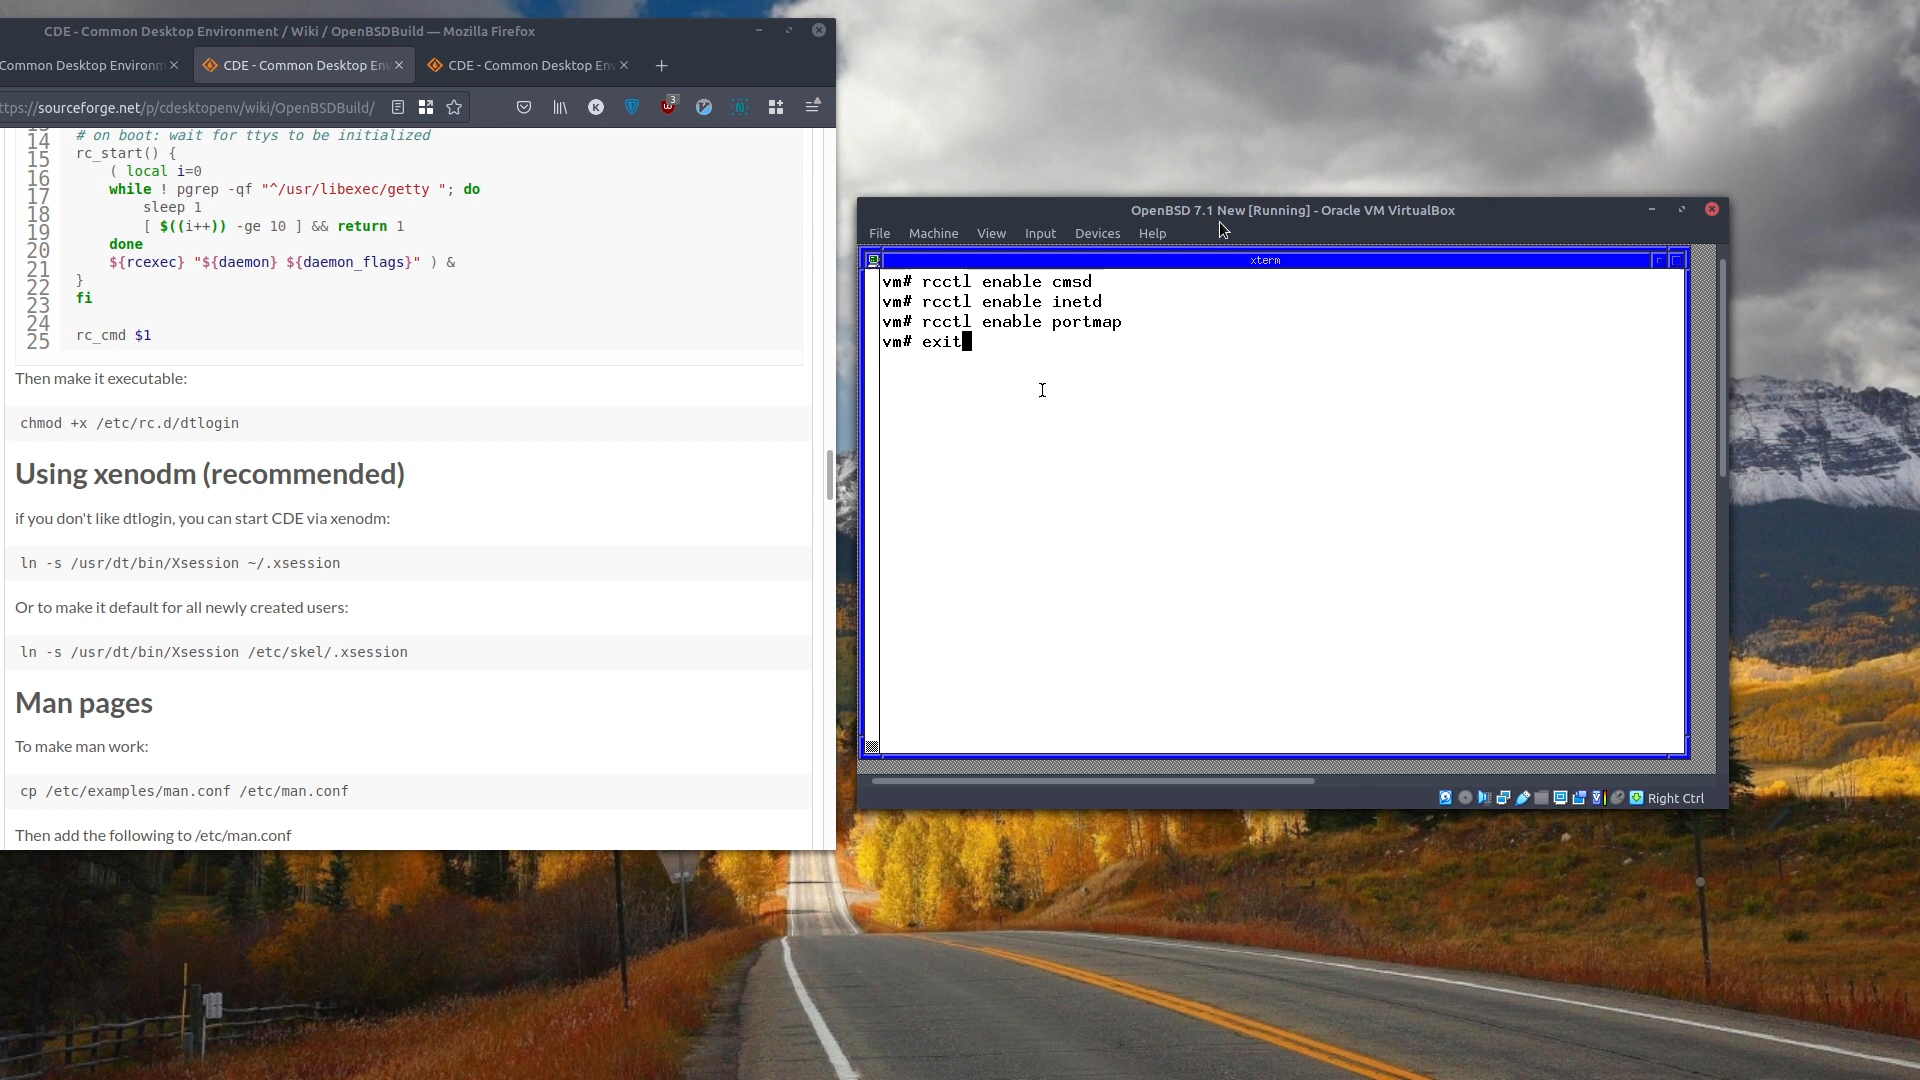 CDE - Common Desktop Environment / Wiki / OpenBSDBuild — Mozilla Firefox
Common Desktop Environm
CDE - Common Desktop En
CDE - Common Desktop Env
ttps://sourceforge.net/p/cdesktopenv/wiki/OpenBSDBuild/
K
3
N
14 # on boot: wait for ttys to be initialized
15 rc_start() {
16 ( local i=0
17 while ! pgrep -qf "^/usr/libexec/getty "; do
18 sleep 1
19 [ $((i++)) -ge 10 ] && return 1
20 done
21 ${rcexec} "${daemon} ${daemon_flags}" ) &
22 }
23 fi
24
25 rc_cmd $1
Then make it executable:
chmod +x /etc/rc.d/dtlogin
Using xenodm (recommended)
if you don't like dtlogin, you can start CDE via xenodm:
ln -s /usr/dt/bin/Xsession ~/.xsession
Or to make it default for all newly created users:
ln -s /usr/dt/bin/Xsession /etc/skel/.xsession
Man pages
To make man work:
cp /etc/examples/man.conf /etc/man.conf
Then add the following to /etc/man.conf
OpenBSD 7.1 New [Running] - Oracle VM VirtualBox
File Machine View Input Devices Help
xterm
vm# rcctl enable cmsd
vm# rcctl enable inetd
vm# rcctl enable portmap
vm# exit
Right Ctrl